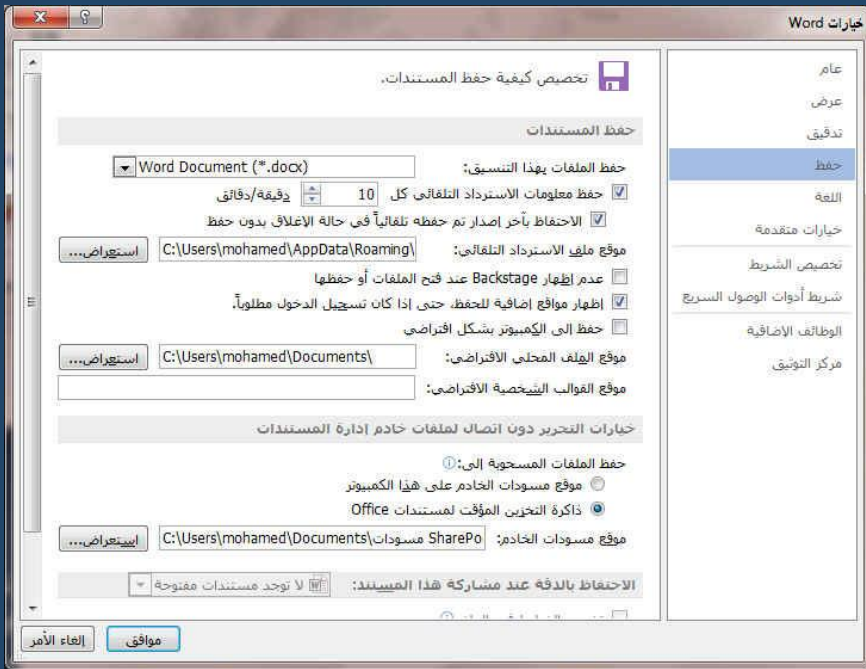 خيارات Word
عام
عرض
تدقيق
حفظ
اللغة
خيارات متقدمة
تخصيص الشريط
شريط أدوات الوصول السريع
الوظائف الإضافية
مركز التوثيق
تخصيص كيفية حفظ المستندات.
حفظ المستندات
حفظ الملفات بهذا التنسيق: Word Document (*.docx)
حفظ معلومات الاسترداد التلقائي كل 10 دقيقة/دقائق
الاحتفاظ بآخر إصدار تم حفظه تلقائياً في حالة الإغلاق بدون حفظ
موقع ملف الاسترداد التلقائي: C:\Users\mohamed\AppData\Roaming\ استعراض...
عدم إظهار Backstage عند فتح الملفات أو حفظها
إظهار مواقع إضافية للحفظ، حتى إذا كان تسجيل الدخول مطلوباً.
حفظ إلى الكمبيوتر بشكل افتراضي
موقع الملف المحلي الافتراضي: C:\Users\mohamed\Documents\ استعراض...
موقع القوالب الشخصية الافتراضي:
خيارات التحرير دون اتصال لملفات خادم إدارة المستندات
حفظ الملفات المسحوبة إلى:
موقع مسودات الخادم على هذا الكمبيوتر
ذاكرة التخزين المؤقت لمستندات Office
موقع مسودات الخادم: C:\Users\mohamed\Documents\مسودات SharePo استعراض...
الاحتفاظ بالدقة عند مشاركة هذا المستند: لا توجد مستندات مفتوحة
موافق إلغاء الأمر